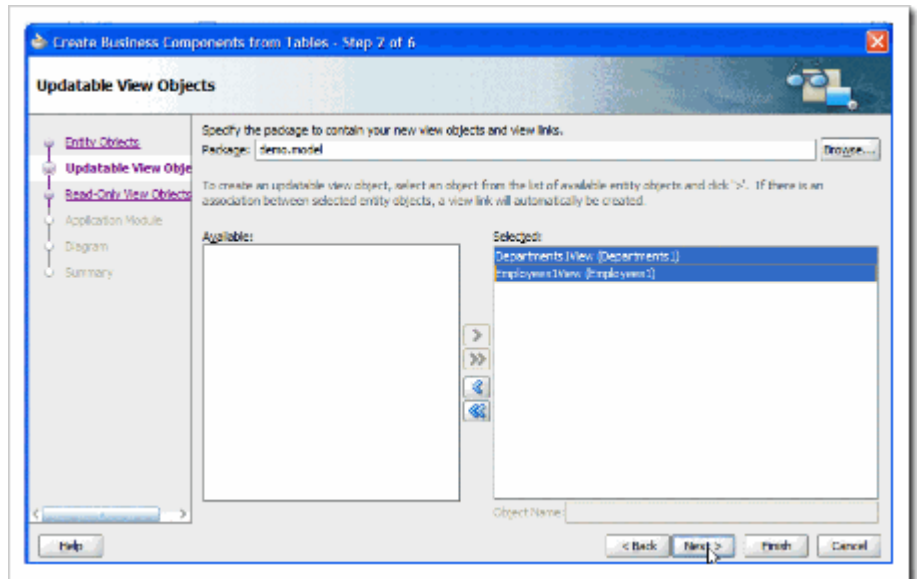 Create Business Components from Tables - Step 2 of 6
Updatable View Objects
Entity Objects
Updatable View Obje
Read-Only View Objects
Application Module
Diagram
Summary
Specify the package to contain your new view objects and view links.
Package: demo.model
Browse...
To create an updatable view object, select an object from the list of available entity objects and click '>'. If there is an
association between selected entity objects, a view link will automatically be created.
Available:
Selected:
Departments1View (Departments1)
Employees1View (Employees1)
Object Name:
Help
< Back
Next >
Finish
Cancel